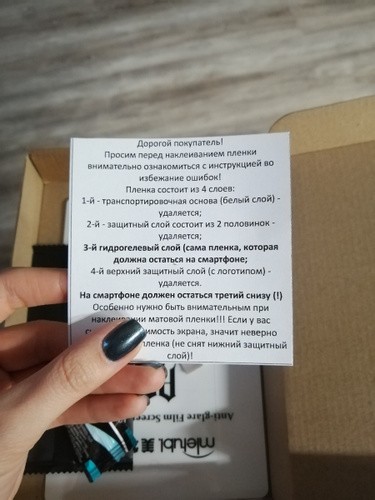 Дорогой покупатель!
Просим перед наклеиванием пленки
внимательно ознакомиться с инструкцией во
избежание ошибок!
Пленка состоит из 4 слоев:
1-й - транспортировочная основа (белый слой) -
удаляется;
2-й - защитный слой состоит из 2 половинок -
удаляется;
3-й гидрогелевый слой (сама пленка, которая
должна остаться на смартфоне;
4-й верхний защитный слой (с логотипом) -
удаляется.
На смартфоне должен остаться третий снизу (!)
Особенно нужно быть внимательным при
наклеивании матовой пленки!!! Если у вас
экрана, значит неверно
пленка (не снят нижний защитный
слой)!
Anti-glare Film Screen
mietubl 美